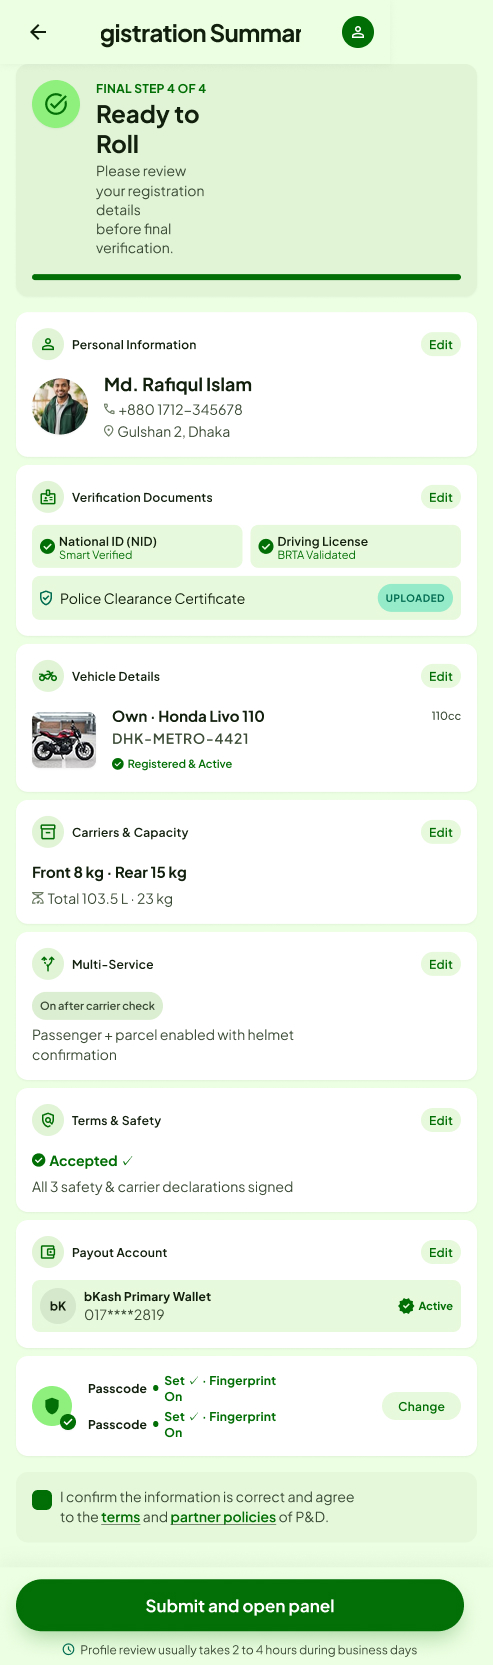 gistration Summar
FINAL STEP 4 OF 4
Ready to
Roll
Please review
your registration
details
before final
verification.
Personal Information
Edit
Md. Rafiqul Islam
+880 1712-345678
Gulshan 2, Dhaka
Verification Documents
Edit
National ID (NID)
Smart Verified
Driving License
BRTA Validated
Police Clearance Certificate
UPLOADED
Vehicle Details
Edit
Own · Honda Livo 110
110cc
DHK-METRO-4421
Registered & Active
Carriers & Capacity
Edit
Front 8 kg · Rear 15 kg
Total 103.5 L · 23 kg
Multi-Service
Edit
On after carrier check
Passenger + parcel enabled with helmet
confirmation
Terms & Safety
Edit
Accepted ✓
All 3 safety & carrier declarations signed
Payout Account
Edit
bK
bKash Primary Wallet
017****2819
Active
Passcode • Set ✓ · Fingerprint
On
Passcode • Set ✓ · Fingerprint
On
Change
I confirm the information is correct and agree
to the terms and partner policies of P&D.
Submit and open panel
Profile review usually takes 2 to 4 hours during business days